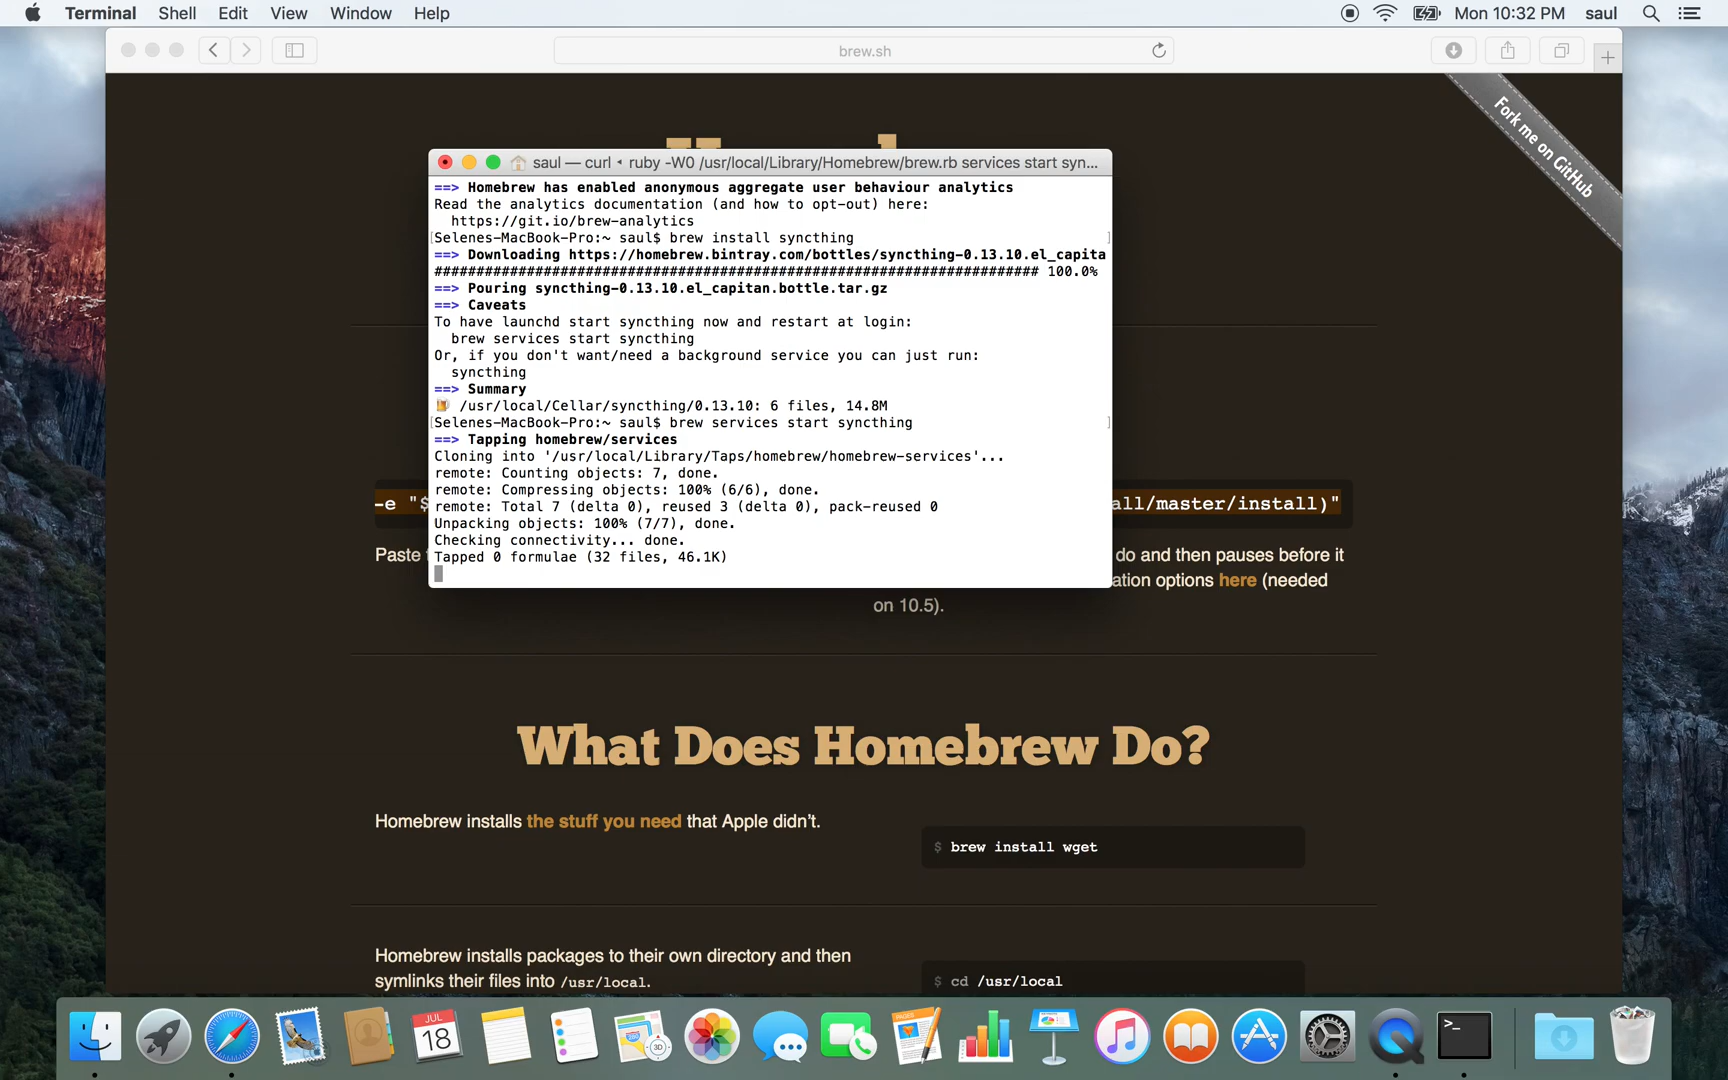 Terminal Shell Edit View Window Help Mon 10:32 PM saul
brew.sh
Fork me on GitHub
saul — curl ◂ ruby -W0 /usr/local/Library/Homebrew/brew.rb services start syn...
==> Homebrew has enabled anonymous aggregate user behaviour analytics
Read the analytics documentation (and how to opt-out) here:
https://git.io/brew-analytics
[Selenes-MacBook-Pro:~ saul$ brew install syncthing ]
==> Downloading https://homebrew.bintray.com/bottles/syncthing-0.13.10.el_capita
######################################################################## 100.0%
==> Pouring syncthing-0.13.10.el_capitan.bottle.tar.gz
==> Caveats
To have launchd start syncthing now and restart at login:
brew services start syncthing
Or, if you don't want/need a background service you can just run:
syncthing
==> Summary
🍺 /usr/local/Cellar/syncthing/0.13.10: 6 files, 14.8M
[Selenes-MacBook-Pro:~ saul$ brew services start syncthing ]
==> Tapping homebrew/services
Cloning into '/usr/local/Library/Taps/homebrew/homebrew-services'...
remote: Counting objects: 7, done.
remote: Compressing objects: 100% (6/6), done.
remote: Total 7 (delta 0), reused 3 (delta 0), pack-reused 0
Unpacking objects: 100% (7/7), done.
Checking connectivity... done.
Tapped 0 formulae (32 files, 46.1K)
-e "$ all/master/install)"
Paste do and then pauses before it
ation options here (needed
on 10.5).
What Does Homebrew Do?
Homebrew installs the stuff you need that Apple didn't.
$ brew install wget
Homebrew installs packages to their own directory and then
symlinks their files into /usr/local.
$ cd /usr/local
JUL
18
3D
PAGES
>_